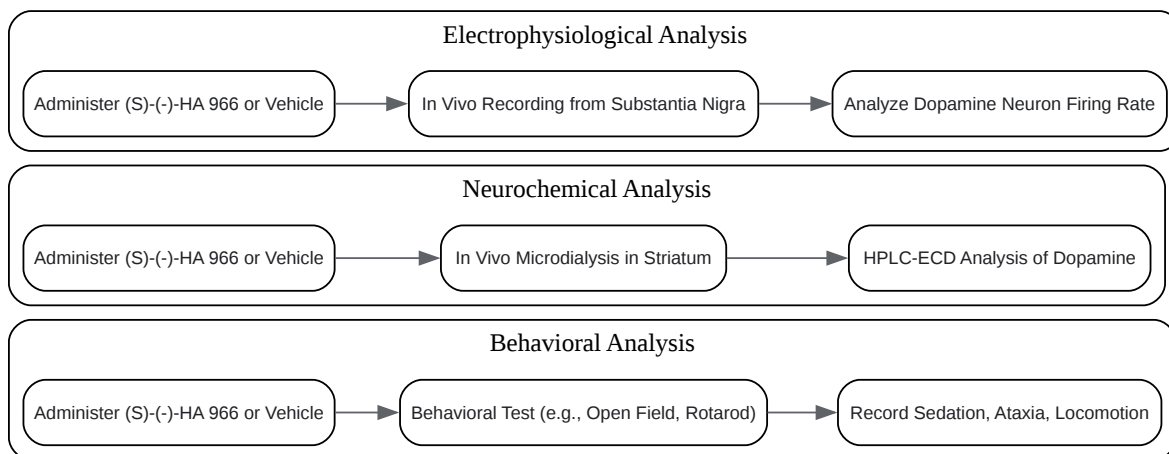 Electrophysiological Analysis
Administer (S)-(-)-HA 966 or Vehicle
In Vivo Recording from Substantia Nigra
Analyze Dopamine Neuron Firing Rate
Neurochemical Analysis
Administer (S)-(-)-HA 966 or Vehicle
In Vivo Microdialysis in Striatum
HPLC-ECD Analysis of Dopamine
Behavioral Analysis
Administer (S)-(-)-HA 966 or Vehicle
Behavioral Test (e.g., Open Field, Rotarod)
Record Sedation, Ataxia, Locomotion